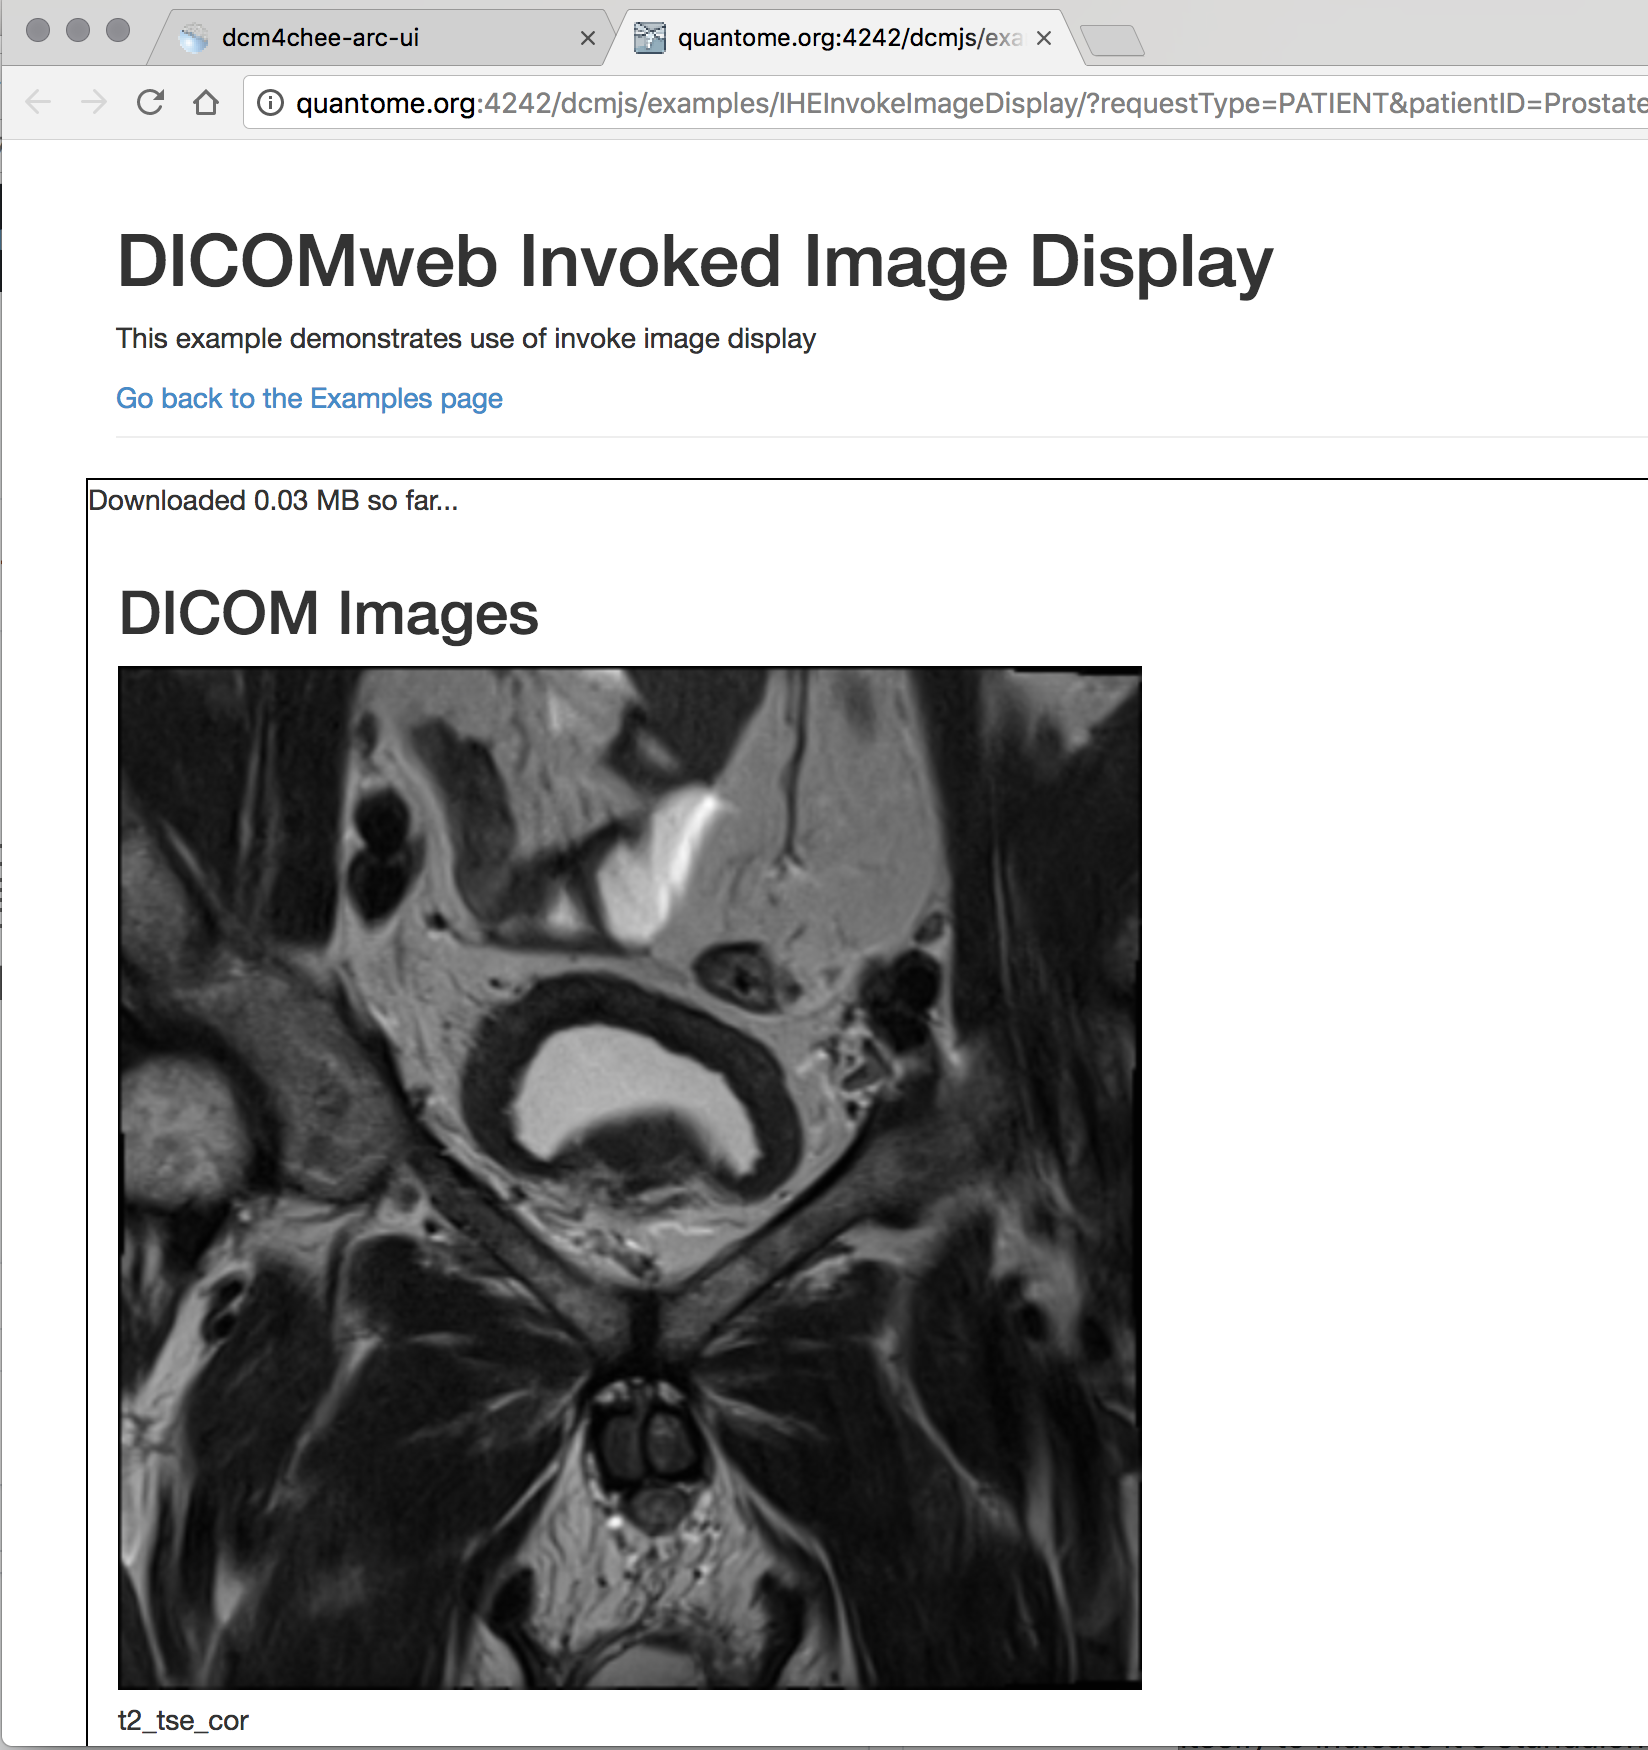 dcm4chee-arc-ui
quantome.org:4242/dcmjs/exa
quantome.org:4242/dcmjs/examples/IHEInvokeImageDisplay/?requestType=PATIENT&patientID=Prostate
DICOMweb Invoked Image Display
This example demonstrates use of invoke image display
Go back to the Examples page
Downloaded 0.03 MB so far...
DICOM Images
t2_tse_cor